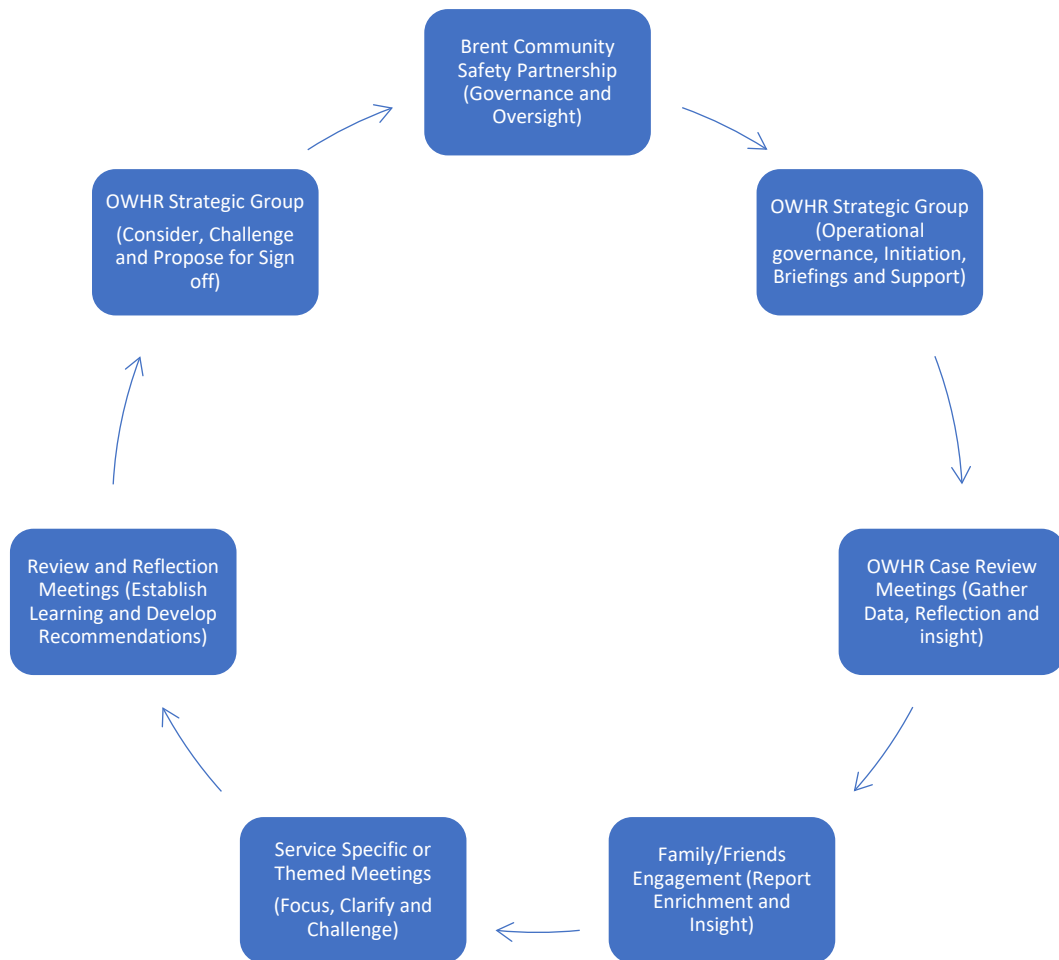 Brent Community
Safety Partnership
(Governance and
Oversight)
OWHR Strategic Group
(Operational
governance, Initiation,
Briefings and Support)
OWHR Case Review
Meetings (Gather
Data, Reflection and
insight)
Family/Friends
Engagement (Report
Enrichment and
Insight)
Service Specific or
Themed Meetings
(Focus, Clarify and
Challenge)
Review and Reflection
Meetings (Establish
Learning and Develop
Recommendations)
OWHR Strategic Group
(Consider, Challenge
and Propose for Sign
off)